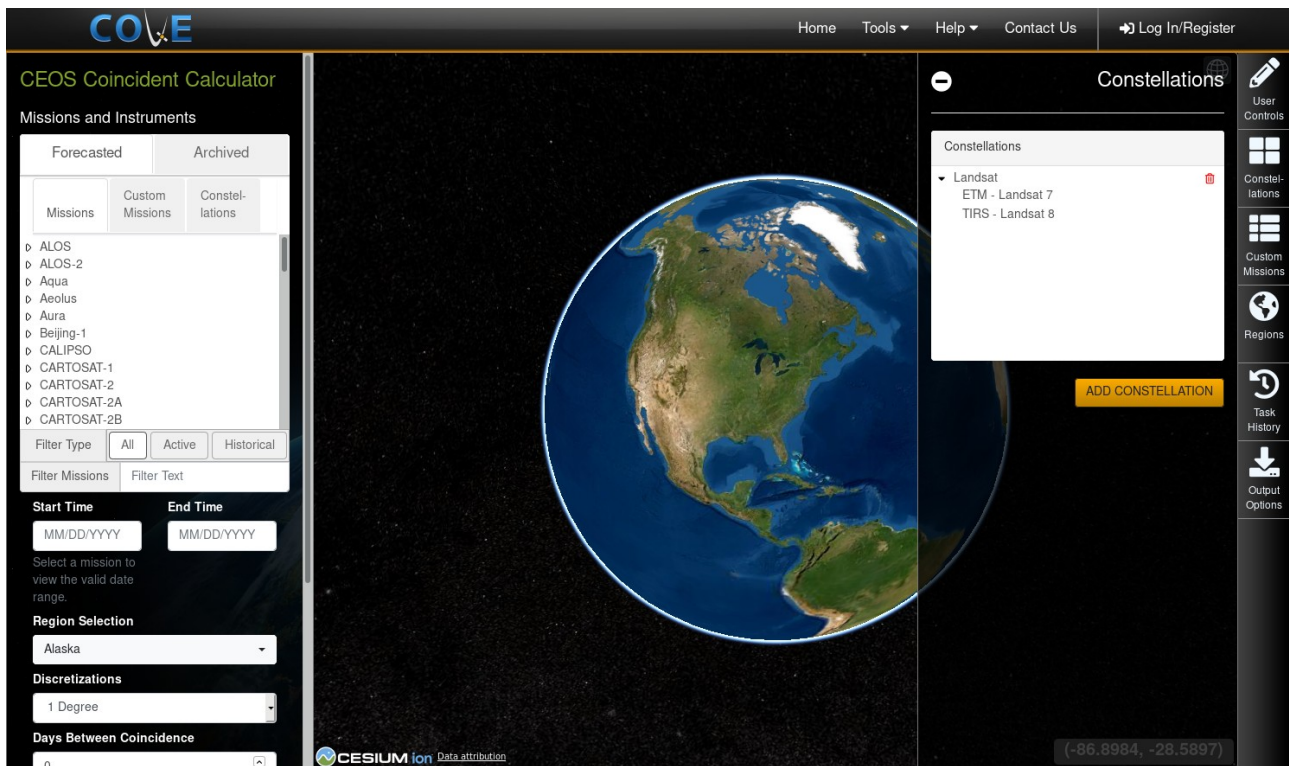 COVE
Home Tools Help Contact Us Log In/Register
CEOS Coincident Calculator
Missions and Instruments
Forecasted Archived
Missions
Custom
Missions
Constel-
lations
ALOS
ALOS-2
Aqua
Aeolus
Aura
Beijing-1
CALIPSO
CARTOSAT-1
CARTOSAT-2
CARTOSAT-2A
CARTOSAT-2B
Filter Type All Active Historical
Filter Missions Filter Text
Start Time End Time
MM/DD/YYYY MM/DD/YYYY
Select a mission to
view the valid date
range.
Region Selection
Alaska
Discretizations
1 Degree
Days Between Coincidence
0
CESIUM ion Data attribution
Constellations
Constellations
Landsat
ETM - Landsat 7
TIRS - Landsat 8
ADD CONSTELLATION
(-86.8984, -28.5897)
User
Controls
Constel-
lations
Custom
Missions
Regions
Task
History
Output
Options